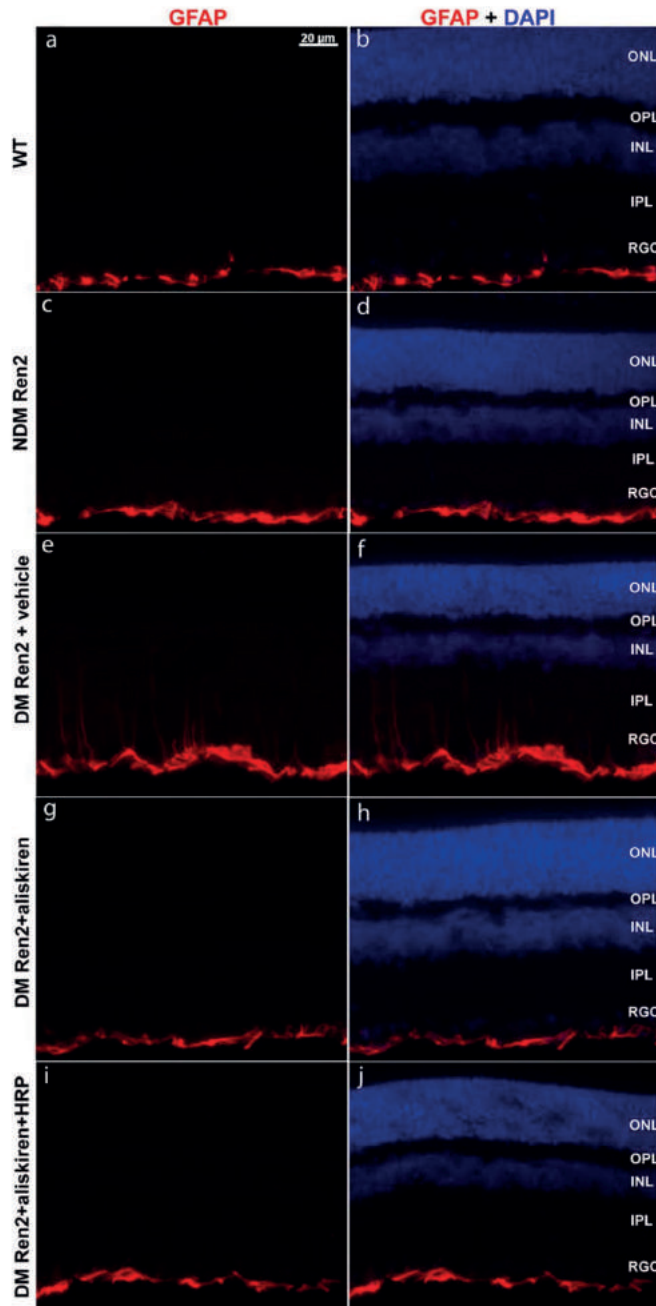 GFAP GFAP + DAPI
WT
a 20 µm b
ONL
OPL
INL
IPL
RGC
NDM Ren2
c d
ONL
OPL
INL
IPL
RGC
DM Ren2 + vehicle
e f
ONL
OPL
INL
IPL
RGC
DM Ren2+aliskiren
g h
ONL
OPL
INL
IPL
RGC
DM Ren2+aliskiren+HRP
i j
ONL
OPL
INL
IPL
RGC